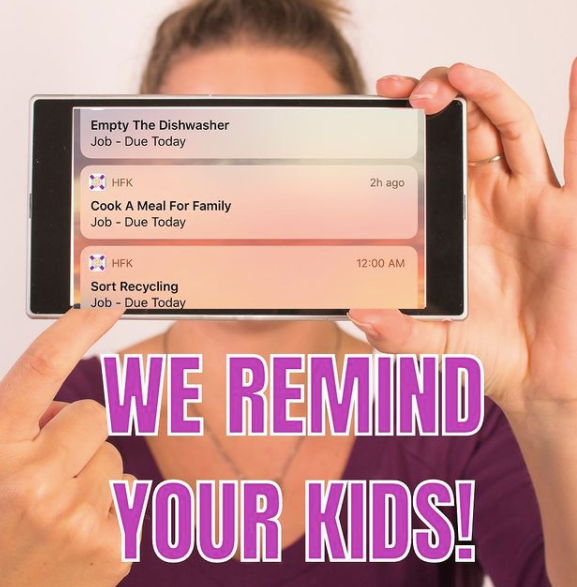 Empty The Dishwasher
Job - Due Today
HFK 2h ago
Cook A Meal For Family
Job - Due Today
HFK 12:00 AM
Sort Recycling
Job - Due Today
WE REMIND
YOUR KIDS!